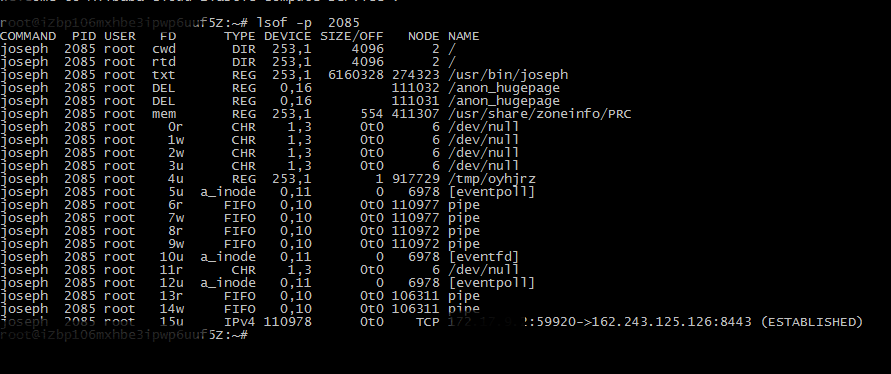 root@iZbp106mxhbe3ipwp6uuf5Z:~# lsof -p  2085
COMMAND  PID USER   FD      TYPE DEVICE SIZE/OFF   NODE NAME
joseph  2085 root  cwd       DIR  253,1     4096      2 /
joseph  2085 root  rtd       DIR  253,1     4096      2 /
joseph  2085 root  txt       REG  253,1  6160328 274323 /usr/bin/joseph
joseph  2085 root  DEL       REG   0,16          111032 /anon_hugepage
joseph  2085 root  DEL       REG   0,16          111031 /anon_hugepage
joseph  2085 root  mem       REG  253,1      554 411307 /usr/share/zoneinfo/PRC
joseph  2085 root    0r      CHR    1,3      0t0      6 /dev/null
joseph  2085 root    1w      CHR    1,3      0t0      6 /dev/null
joseph  2085 root    2w      CHR    1,3      0t0      6 /dev/null
joseph  2085 root    3u      CHR    1,3      0t0      6 /dev/null
joseph  2085 root    4u      REG  253,1        1 917729 /tmp/oyhjrz
joseph  2085 root    5u  a_inode   0,11        0   6978 [eventpoll]
joseph  2085 root    6r     FIFO   0,10      0t0 110977 pipe
joseph  2085 root    7w     FIFO   0,10      0t0 110977 pipe
joseph  2085 root    8r     FIFO   0,10      0t0 110972 pipe
joseph  2085 root    9w     FIFO   0,10      0t0 110972 pipe
joseph  2085 root   10u  a_inode   0,11        0   6978 [eventfd]
joseph  2085 root   11r      CHR    1,3      0t0      6 /dev/null
joseph  2085 root   12u  a_inode   0,11        0   6978 [eventpoll]
joseph  2085 root   13r     FIFO   0,10      0t0 106311 pipe
joseph  2085 root   14w     FIFO   0,10      0t0 106311 pipe
joseph  2085 root   15u     IPv4 110978      0t0    TCP 2:59920->162.243.125.126:8443 (ESTABLISHED)
root@iZbp106mxhbe3ipwp6uuf5Z:~#